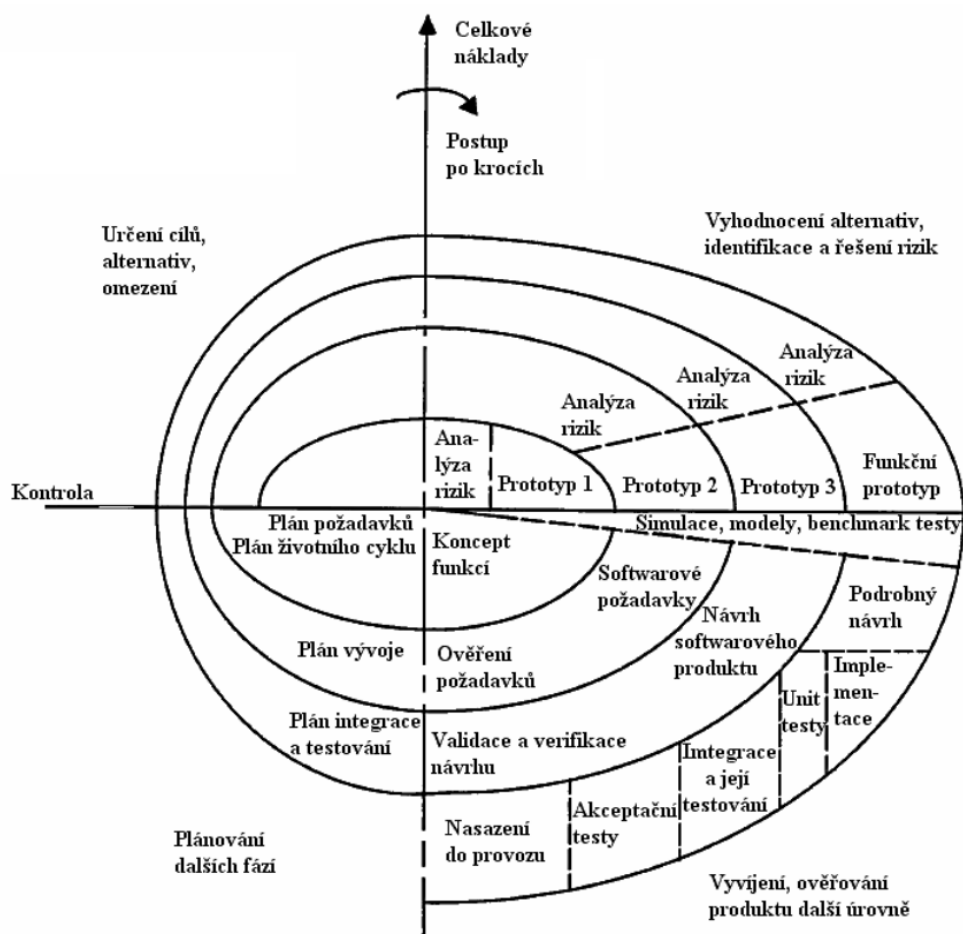 Celkové
náklady
Postup
po krocích
Určení cílů,
alternativ,
omezení
Vyhodnocení alternativ,
identifikace a řešení rizik
Analýza
rizik
Analýza
rizik
Analýza
rizik
Ana-
lýza
rizik
Prototyp 1
Prototyp 2
Prototyp 3
Funkční
prototyp
Kontrola
Simulace, modely, benchmark testy
Plán požadavků
Plán životního cyklu
Koncept
funkcí
Softwarové
požadavky
Návrh
softwarového
produktu
Podrobný
návrh
Plán vývoje
Ověření
požadavků
Unit
testy
Imple-
men-
tace
Plán integrace
a testování
Validace a verifikace
návrhu
Imtegrace
a její
testování
Akceptační
testy
Nasazení
do provozu
Plánování
dalších fází
Vyvíjení, ověřování
produktu další úrovně